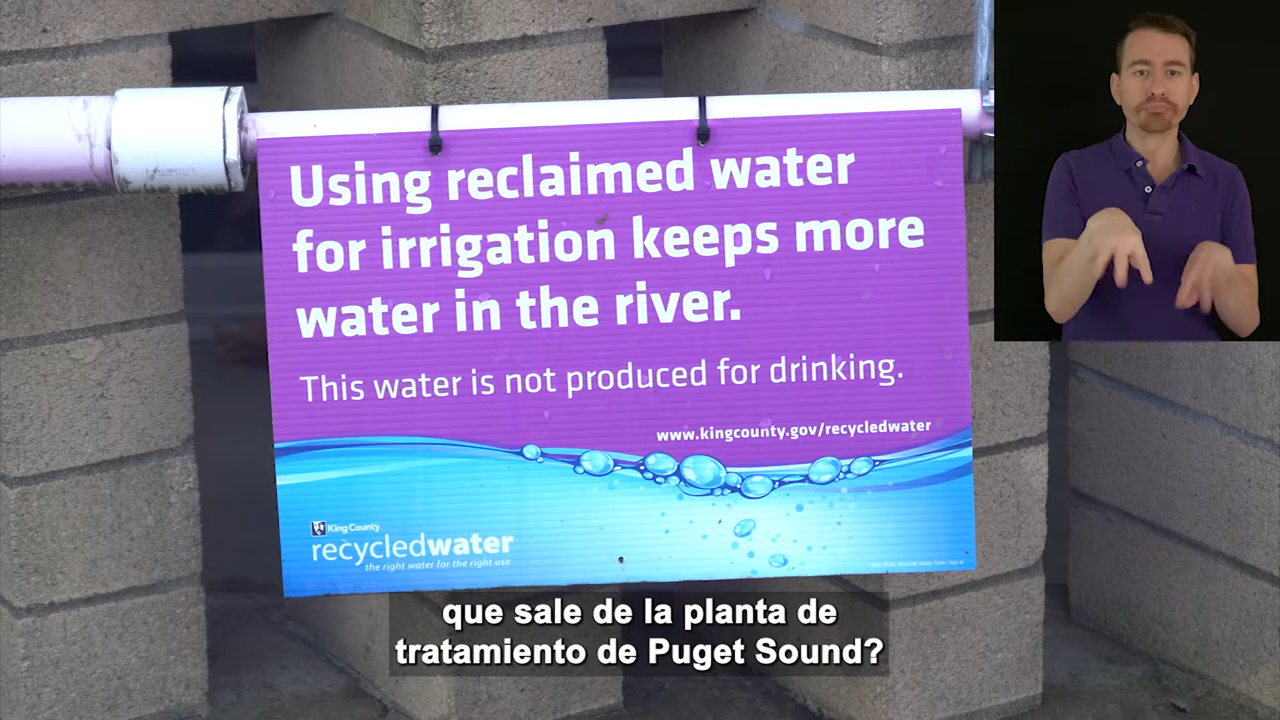 Using reclaimed water
for irrigation keeps more
water in the river.
This water is not produced for drinking.
www.kingcounty.gov/recycledwater
King County
recycledwater
the right water for the right use
que sale de la planta de
tratamiento de Puget Sound?